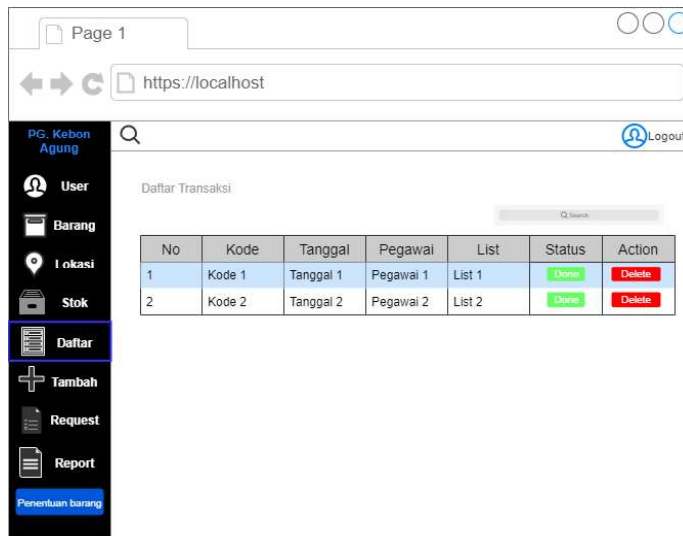 Page 1
https://localhost
PG. Kebon
Agung
Logout
User
Barang
Lokasi
Stok
Daftar
Tambah
Request
Report
Penentuan barang
Daftar Transaksi
Search
No Kode Tanggal Pegawai List Status Action
1 Kode 1 Tanggal 1 Pegawai 1 List 1 Done Delete
2 Kode 2 Tanggal 2 Pegawai 2 List 2 Done Delete